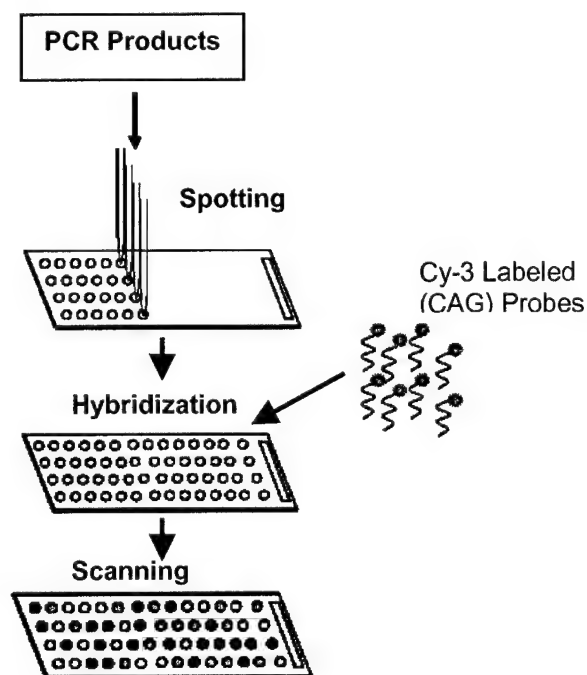 PCR Products
Spotting
Cy-3 Labeled
(CAG) Probes
Hybridization
Scanning